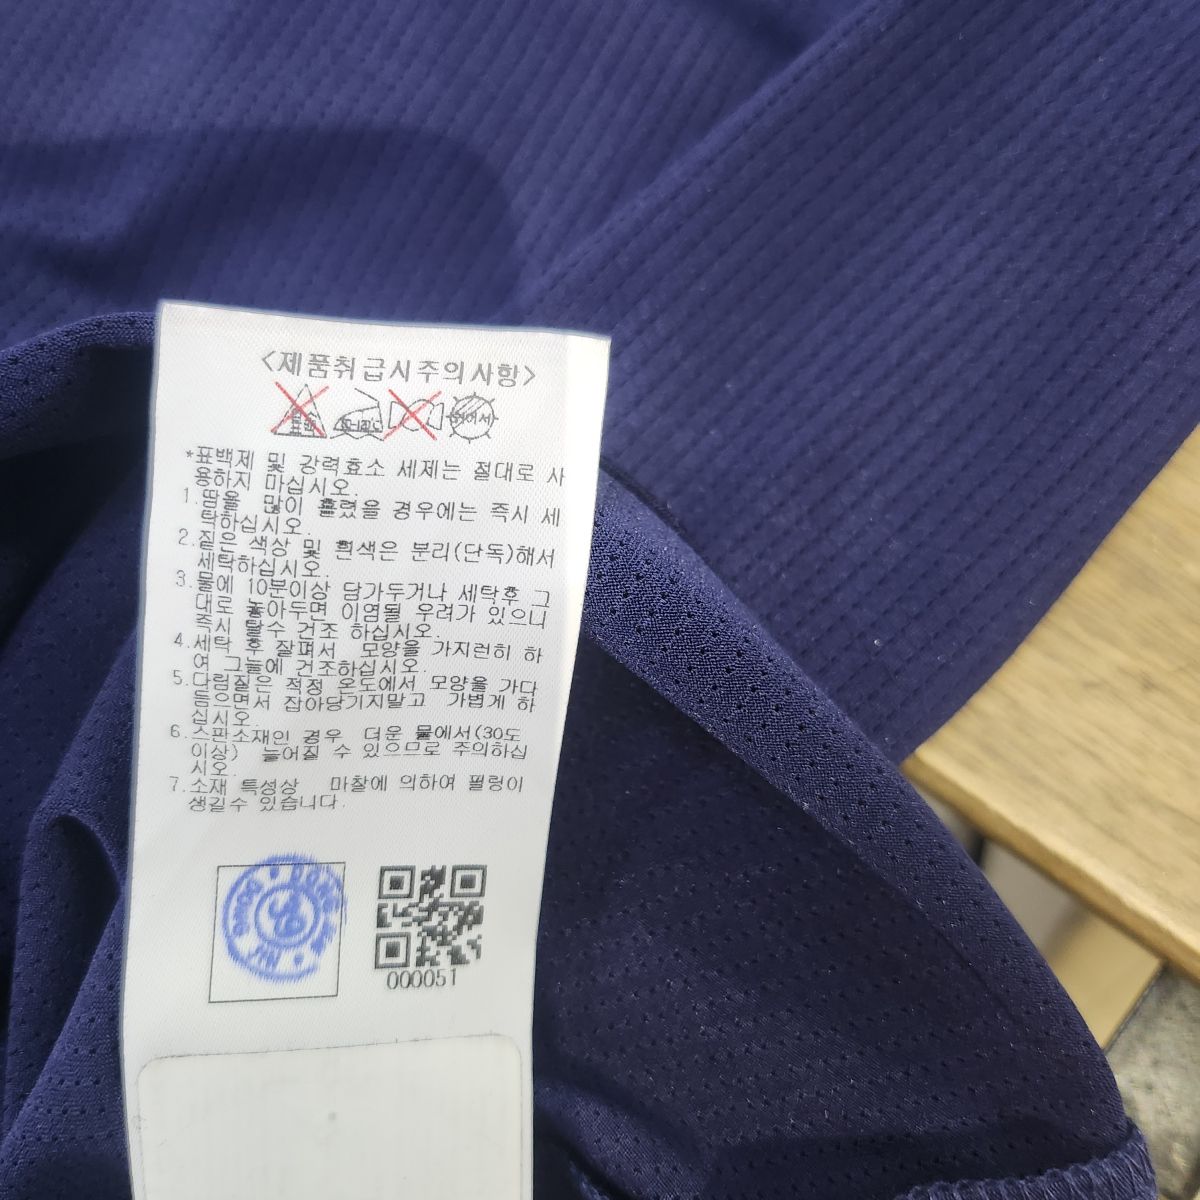 <제품취급시주의사항>
뉘어서
*표백제 및 강력효소 세제는 절대로 사
용하지 마십시오.
1.땀을 많이 흘렸을 경우에는 즉시 세
탁하십시오.
2.짙은 색상 및 흰색은 분리(단독)해서
세탁하십시오.
3.물에 10분이상 담가두거나 세탁후 그
대로 놓아두면 이염될 우려가 있으니
즉시 탈수 건조 하십시오.
4.세탁 후 잘펴서 모양을 가지런히 하
여 그늘에 건조하십시오.
5.다림질은 적정 온도에서 모양을 가다
듬으면서 잡아당기지말고 가볍게 하
십시오.
6.스판소재인 경우 더운 물에서(30도
이상) 늘어질 수 있으므로 주의하십
시오.
7.소재 특성상 마찰에 의하여 필링이
생길수 있습니다.
000051